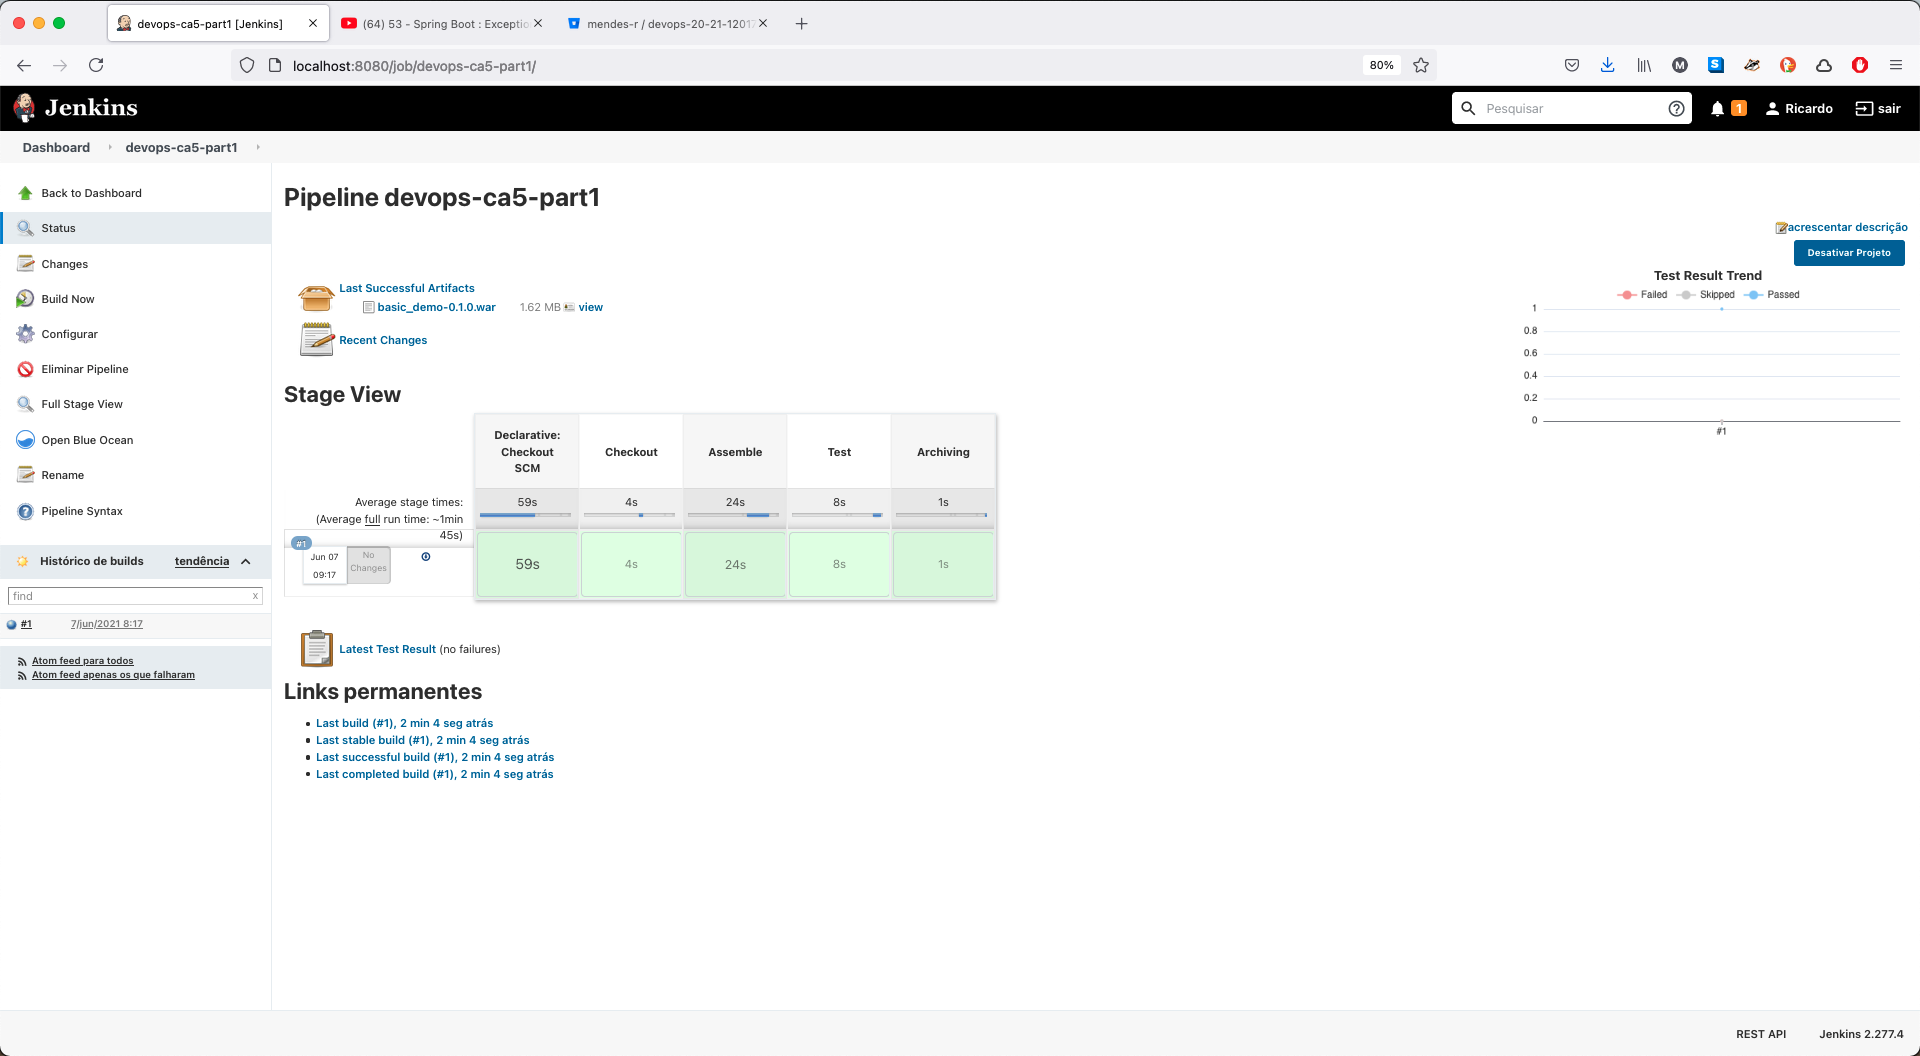 devops-ca5-part1 [Jenkins]
(64) 53 - Spring Boot : Exceptio
mendes-r / devops-20-21-12017
localhost:8080/job/devops-ca5-part1/
80%
Jenkins
Pesquisar
1
Ricardo
sair
Dashboard
devops-ca5-part1
Back to Dashboard
Status
Changes
Build Now
Configurar
Eliminar Pipeline
Full Stage View
Open Blue Ocean
Rename
Pipeline Syntax
Histórico de builds
tendência
find
x
#1
7/jun/2021 8:17
Atom feed para todos
Atom feed apenas os que falharam
Pipeline devops-ca5-part1
acrescentar descrição
Desativar Projeto
Last Successful Artifacts
basic_demo-0.1.0.war
1.62 MB
view
Recent Changes
Test Result Trend
Failed
Skipped
Passed
1
0.8
0.6
0.4
0.2
0
#1
Stage View
Declarative:
Checkout
SCM
Checkout
Assemble
Test
Archiving
Average stage times:
(Average full run time: ~1min
45s)
59s
4s
24s
8s
1s
#1
Jun 07
09:17
No
Changes
59s
4s
24s
8s
1s
Latest Test Result (no failures)
Links permanentes
Last build (#1), 2 min 4 seg atrás
Last stable build (#1), 2 min 4 seg atrás
Last successful build (#1), 2 min 4 seg atrás
Last completed build (#1), 2 min 4 seg atrás
REST API
Jenkins 2.277.4